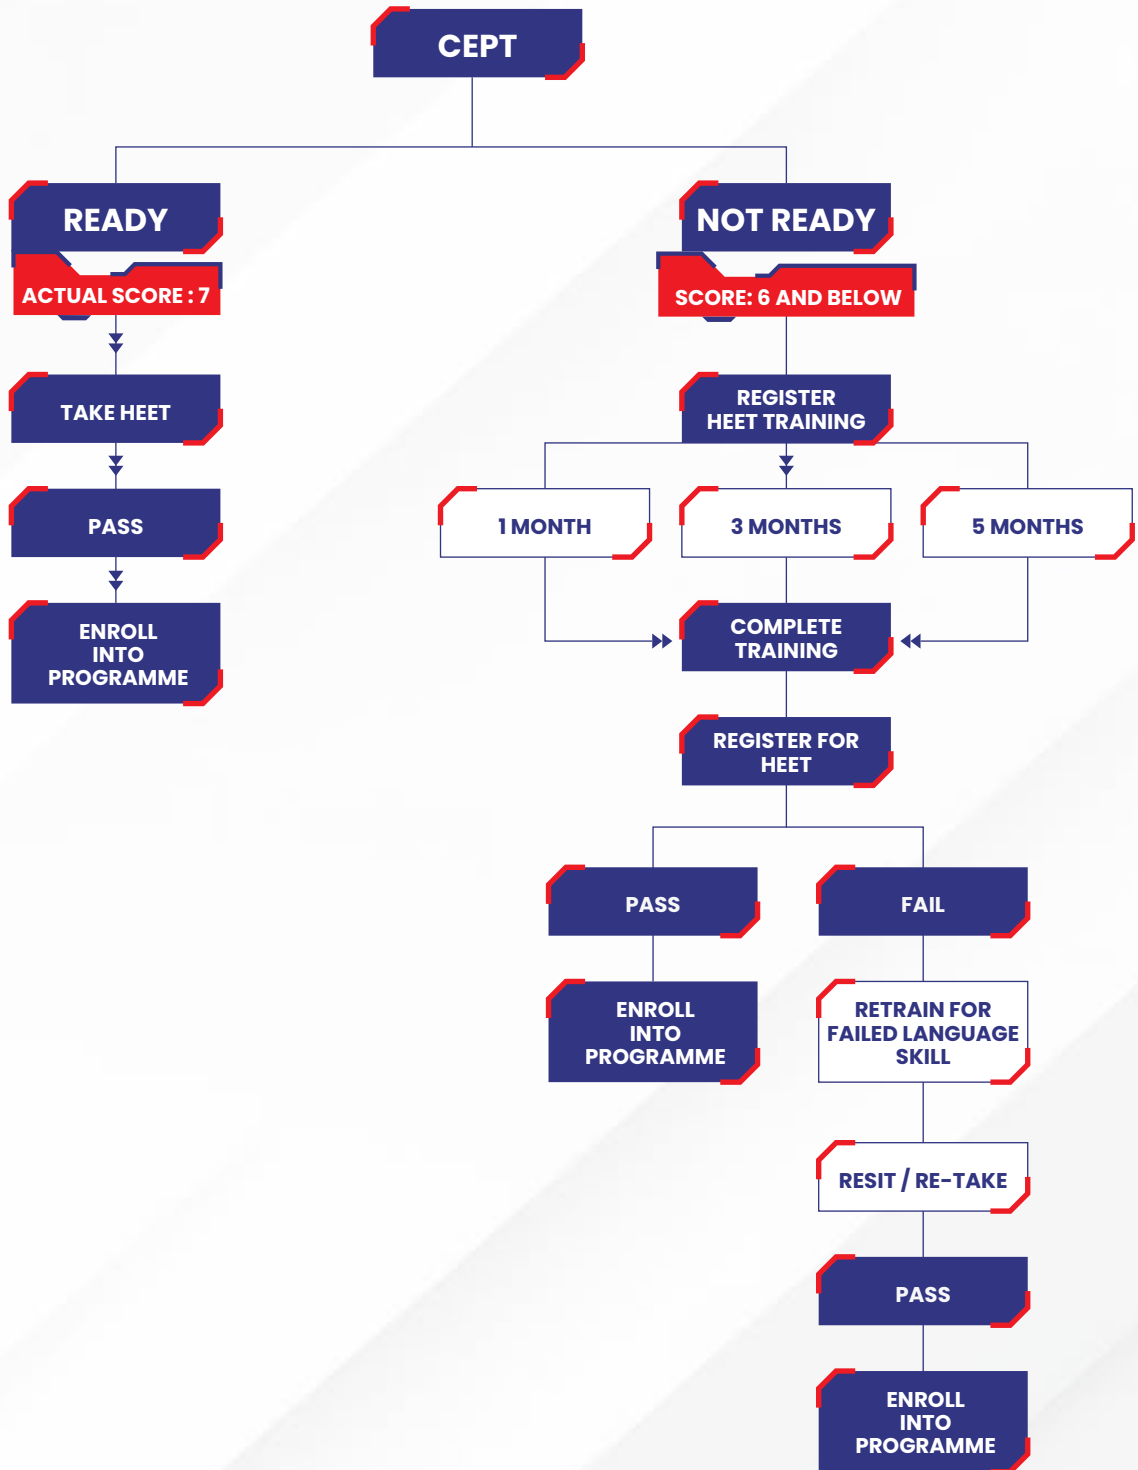 CEPT
READY
ACTUAL SCORE : 7
TAKE HEET
PASS
ENROLL
INTO
PROGRAMME
NOT READY
SCORE: 6 AND BELOW
REGISTER
HEET TRAINING
1 MONTH
3 MONTHS
5 MONTHS
COMPLETE
TRAINING
REGISTER FOR
HEET
PASS
ENROLL
INTO
PROGRAMME
FAIL
RETRAIN FOR
FAILED LANGUAGE
SKILL
RESIT / RE-TAKE
PASS
ENROLL
INTO
PROGRAMME